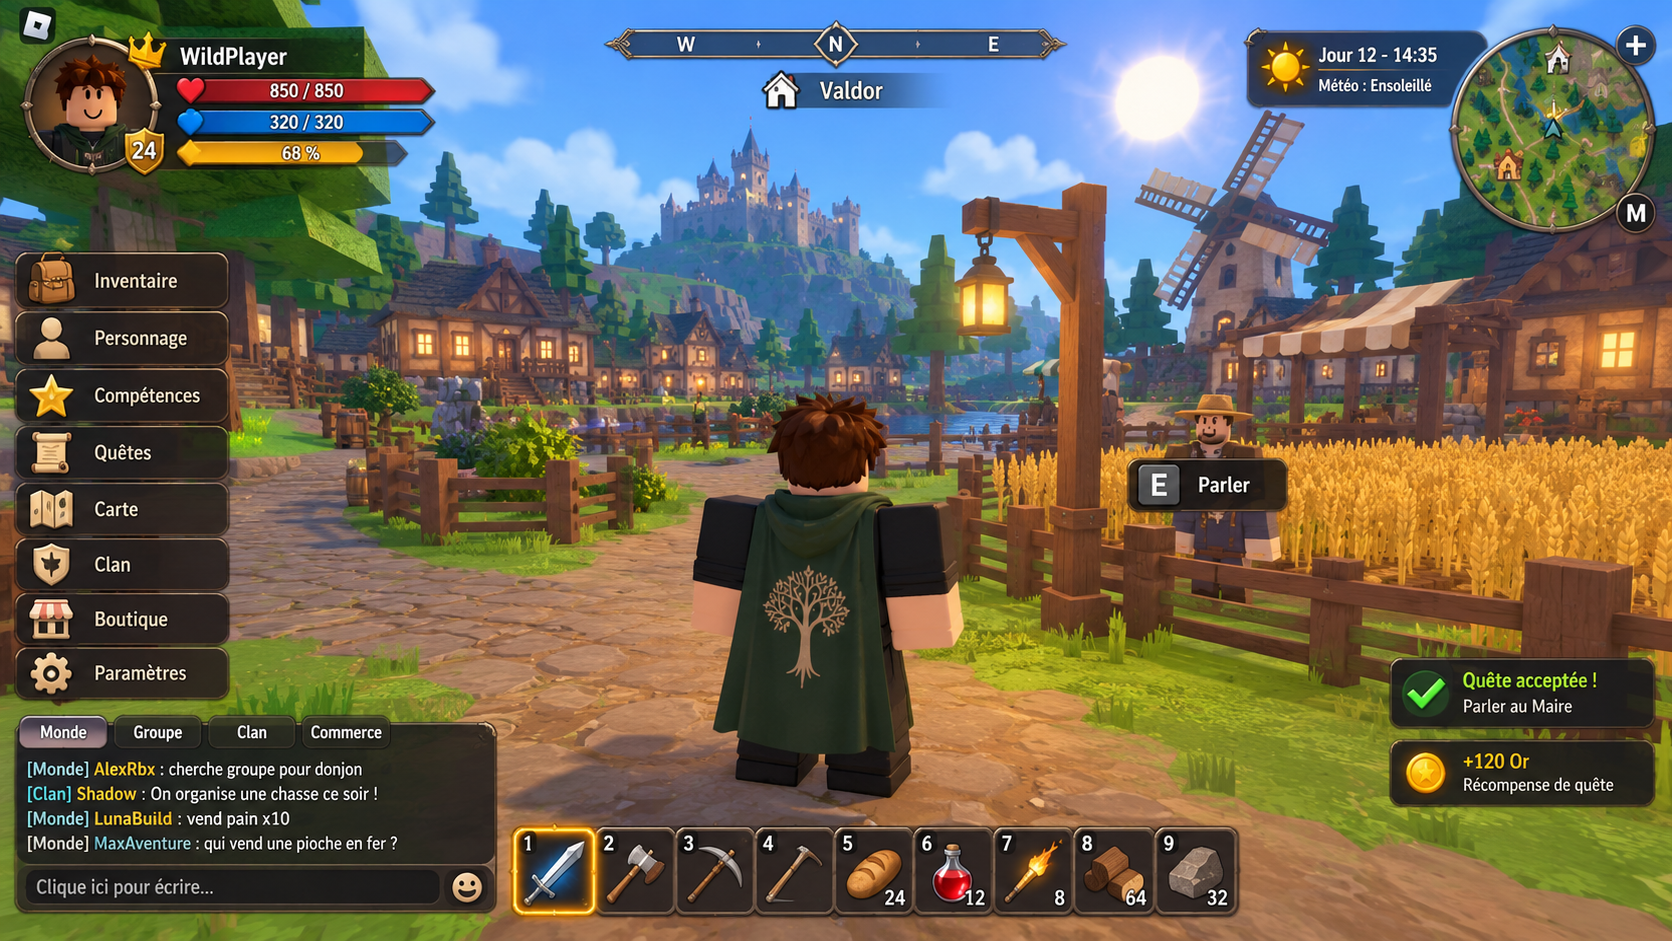 WildPlayer
850 / 850
320 / 320
24
68 %
W
N
E
Valdor
Jour 12 - 14:35
Météo : Ensoleillé
+
M
Inventaire
Personnage
Compétences
Quêtes
Carte
Clan
Boutique
Paramètres
E Parler
Quête acceptée !
Parler au Maire
+120 Or
Récompense de quête
Monde Groupe Clan Commerce
[Monde] AlexRbx : cherche groupe pour donjon
[Clan] Shadow : On organise une chasse ce soir !
[Monde] LunaBuild : vend pain x10
[Monde] MaxAventure : qui vend une pioche en fer ?
Clique ici pour écrire...
1 2 3 4 5 6 7 8 9
24 12 8 64 32